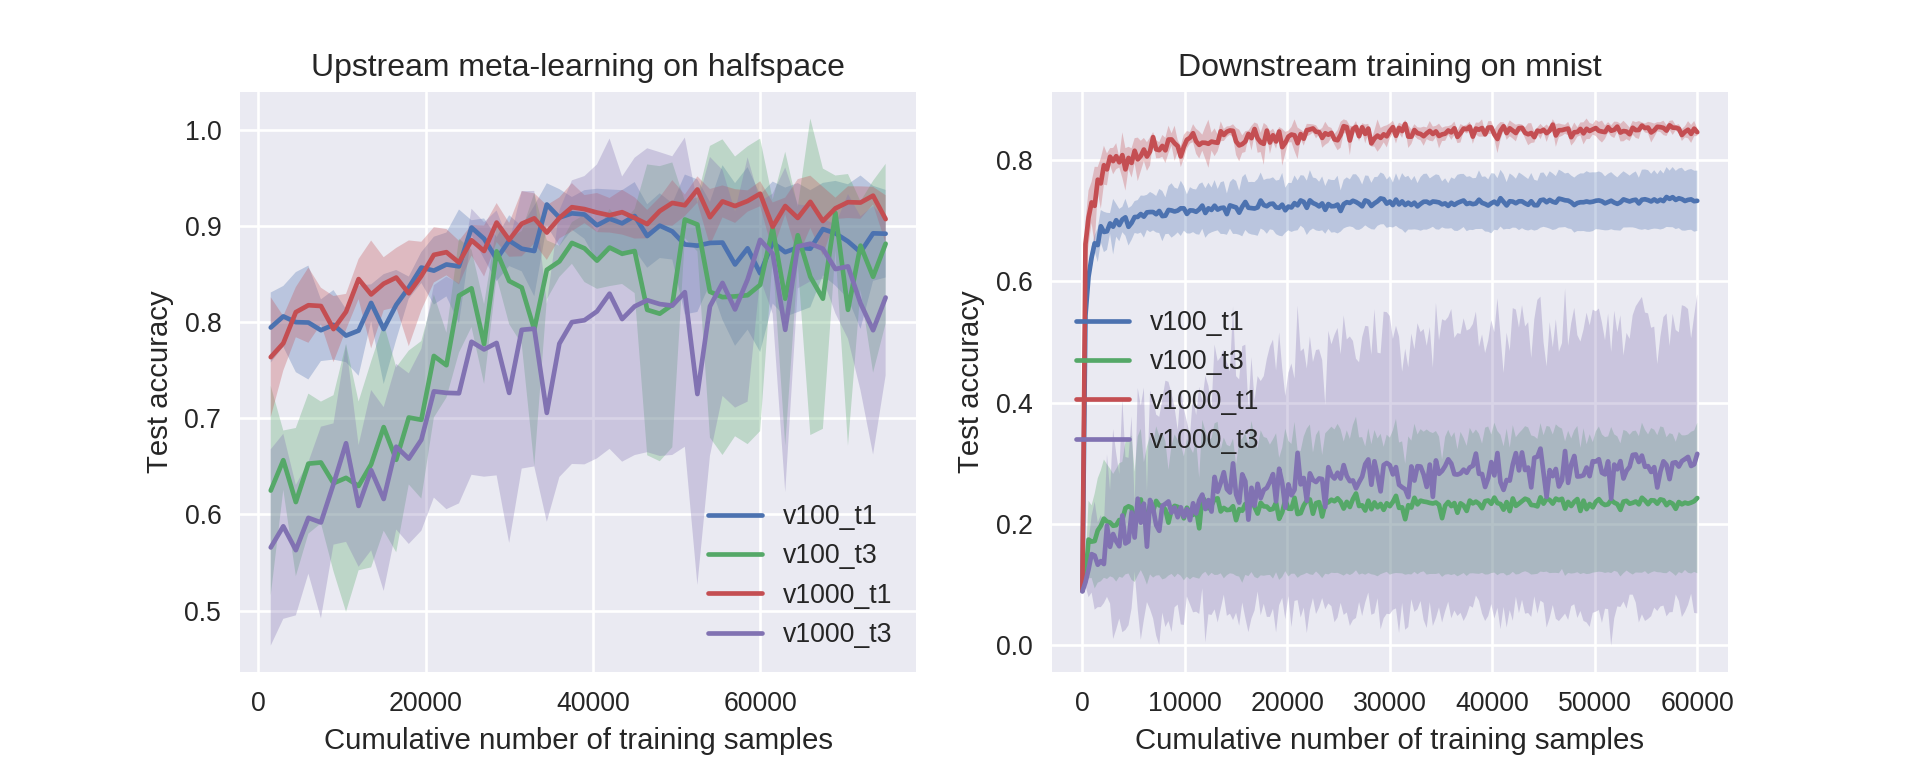 Upstream meta-learning on halfspace
Test accuracy
1.0
0.9
0.8
0.7
0.6
0.5
v100_t1
v100_t3
v1000_t1
v1000_t3
0
20000
40000
60000
Cumulative number of training samples
Downstream training on mnist
Test accuracy
0.8
0.6
0.4
0.2
0.0
v100_t1
v100_t3
v1000_t1
v1000_t3
0
10000
20000
30000
40000
50000
60000
Cumulative number of training samples